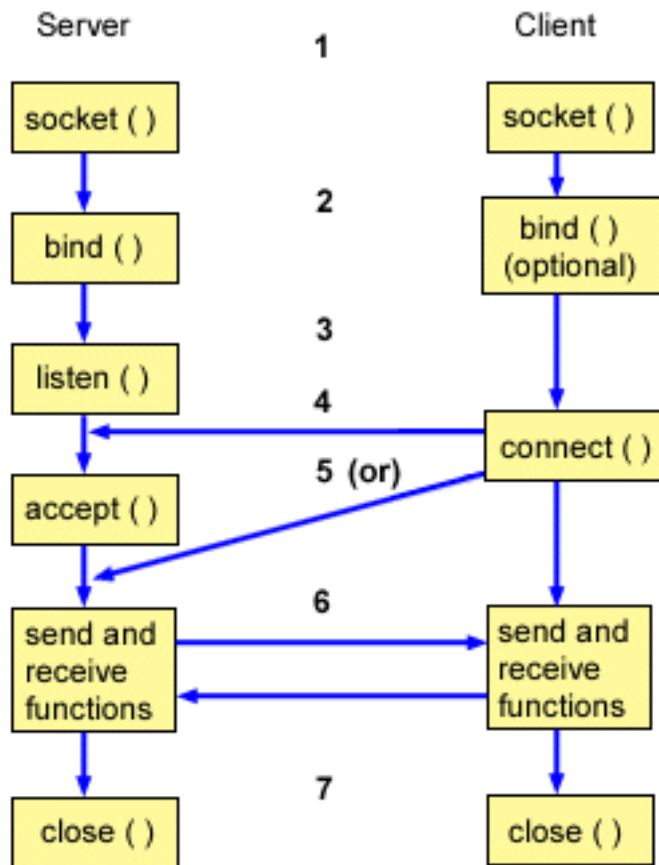 Server
1
Client
socket ( )
socket ( )
2
bind ( )
bind ( )
(optional)
3
listen ( )
4
connect ( )
5 (or)
accept ( )
6
send and
receive
functions
send and
receive
functions
7
close ( )
close ( )